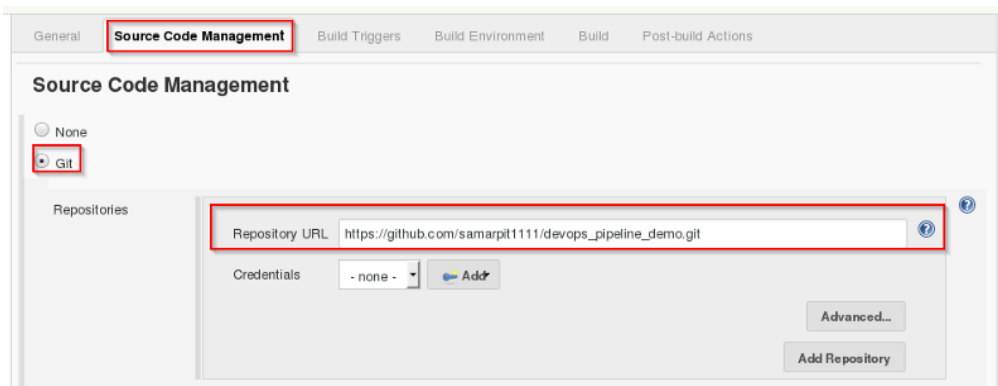 General Source Code Management Build Triggers Build Environment Build Post-build Actions
Source Code Management
None
Git
Repositories
Repository URL https://github.com/samarpit1111/devops_pipeline_demo.git
Credentials - none - Add
Advanced...
Add Repository